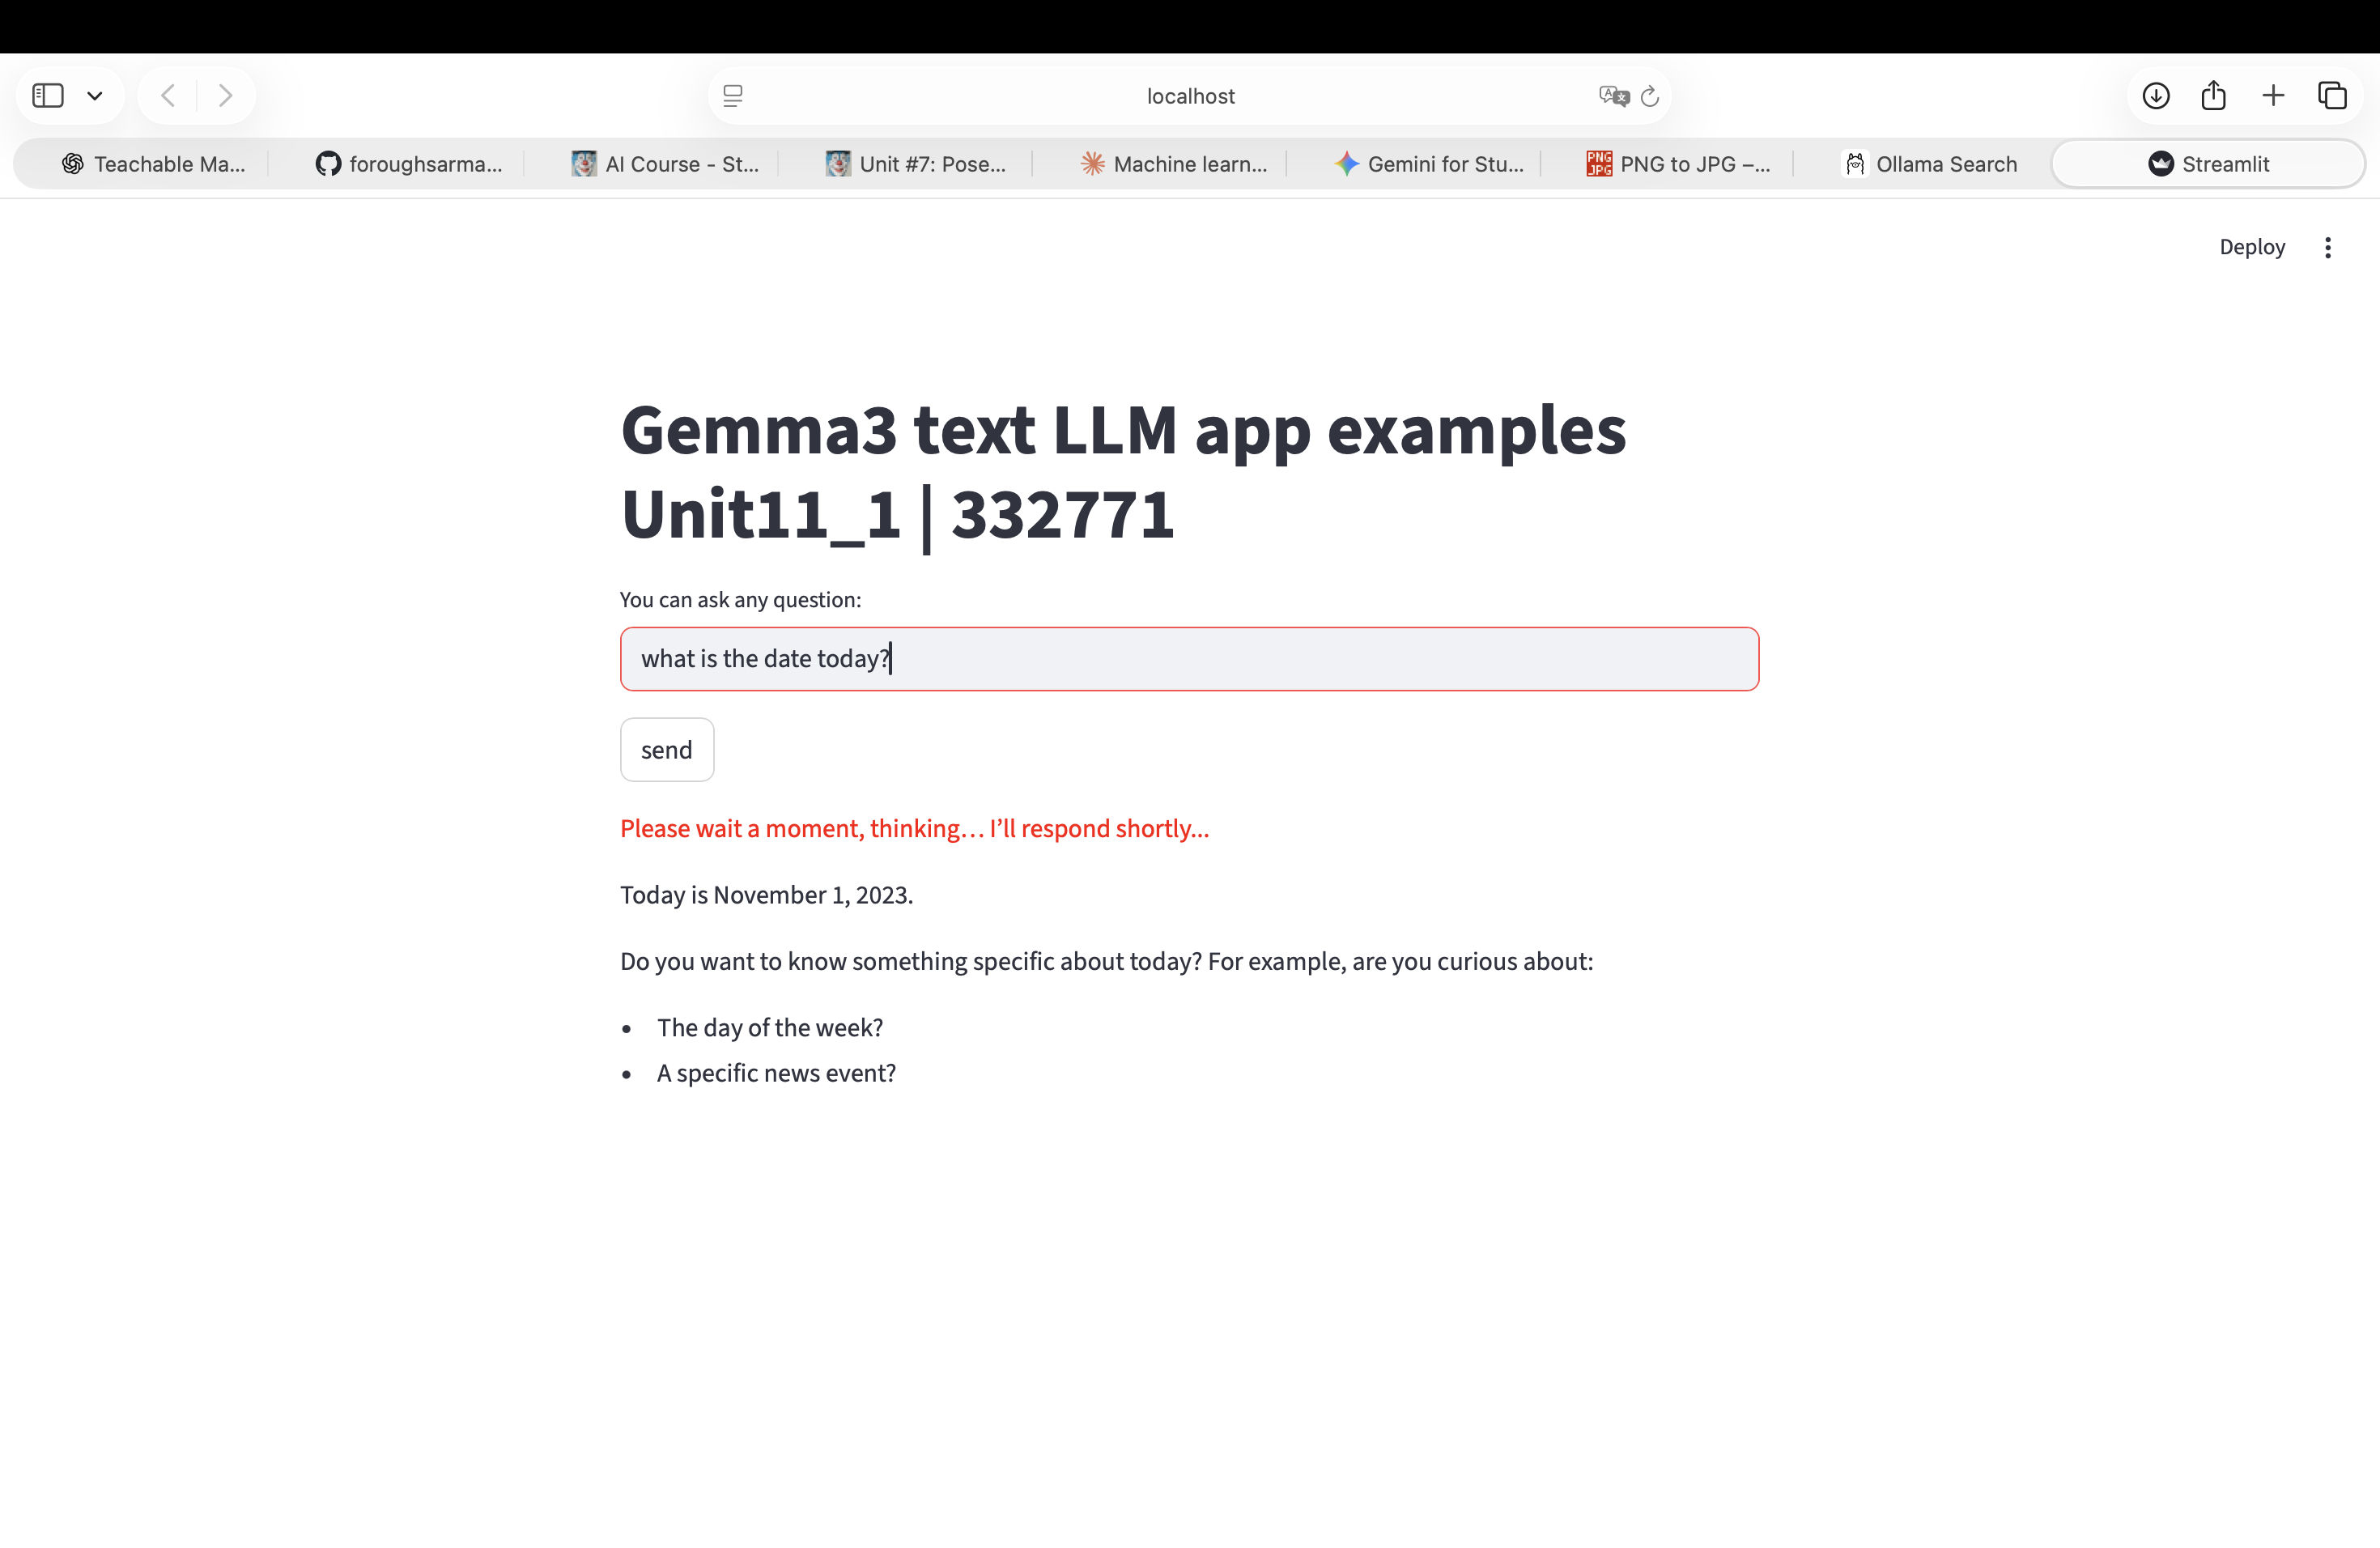 localhost
Teachable Ma...
foroughsarma...
AI Course - St...
Unit #7: Pose...
Machine learn...
Gemini for Stu...
PNG JPG
PNG to JPG –...
Ollama Search
Streamlit
Deploy
Gemma3 text LLM app examples
Unit11_1 | 332771
You can ask any question:
what is the date today?
send
Please wait a moment, thinking… I’ll respond shortly...
Today is November 1, 2023.
Do you want to know something specific about today? For example, are you curious about:
• The day of the week?
• A specific news event?